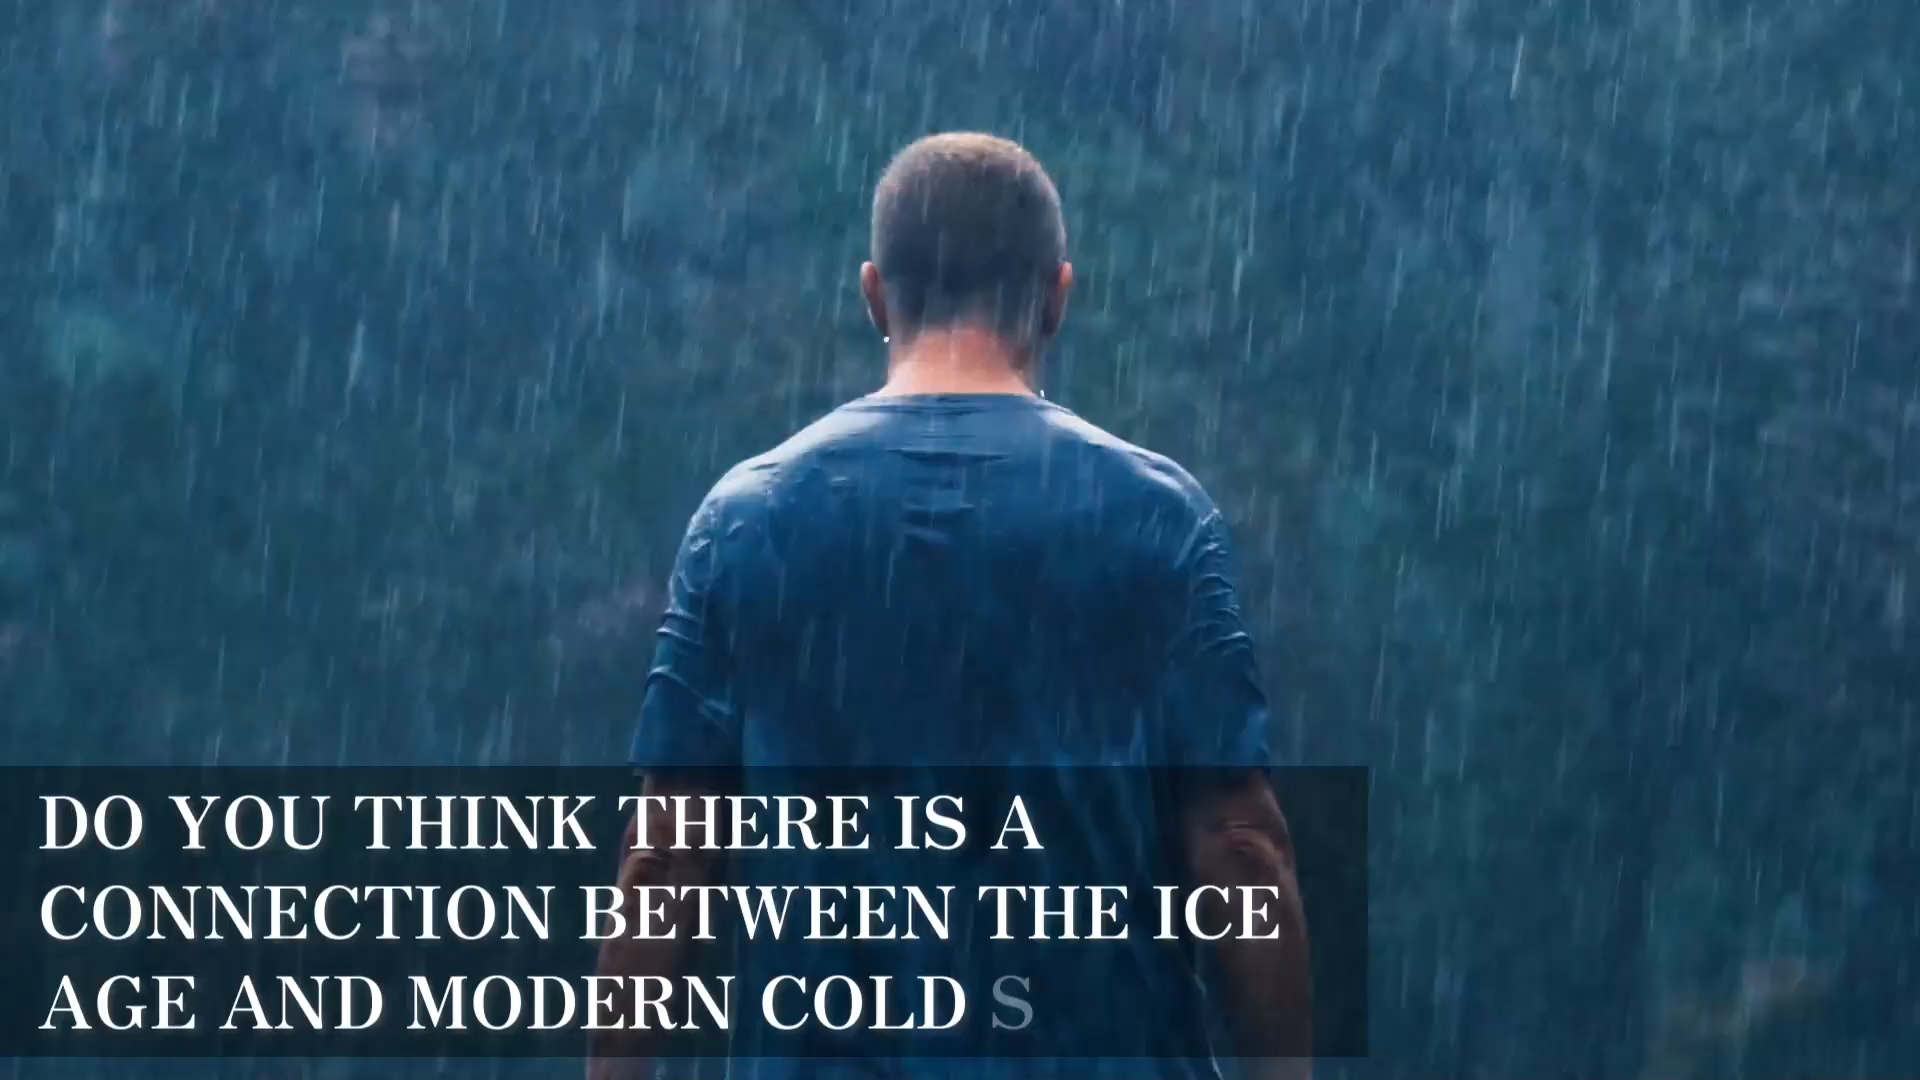 DO YOU THINK THERE IS A
CONNECTION BETWEEN THE ICE
AGE AND MODERN COLD S